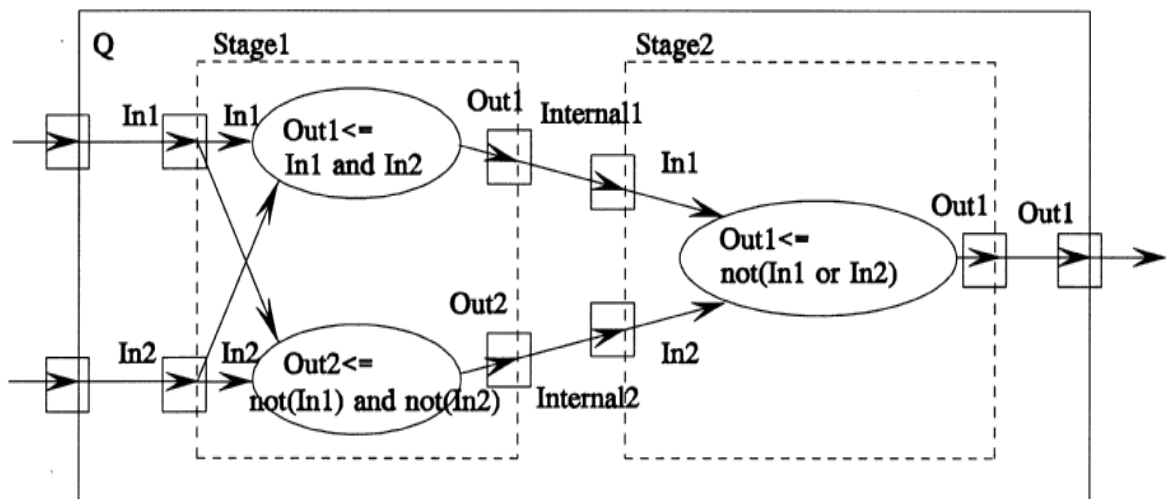 Q
Stage1
Stage2
In1
In1
Out1<=
In1 and In2
Out1
Internal1
In1
In2
In2
Out2<=
not(In1) and not(In2)
Out2
Internal2
In2
Out1<=
not(In1 or In2)
Out1
Out1